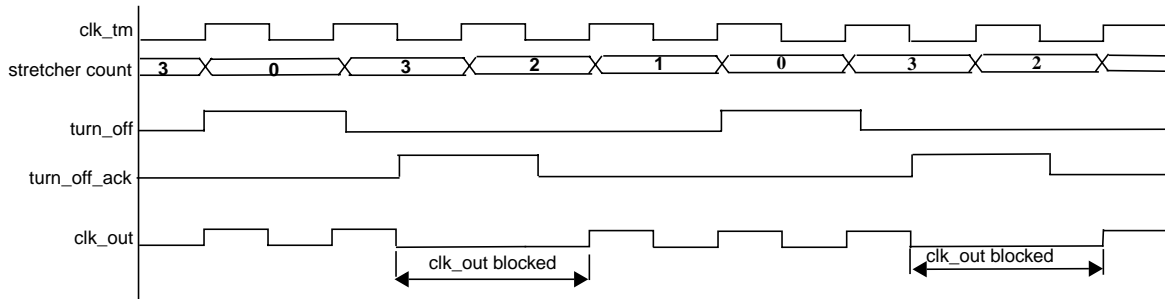 clk_tm
stretcher count 3 0 3 2 1 0 3 2
turn_off
turn_off_ack
clk_out
clk_out blocked clk_out blocked